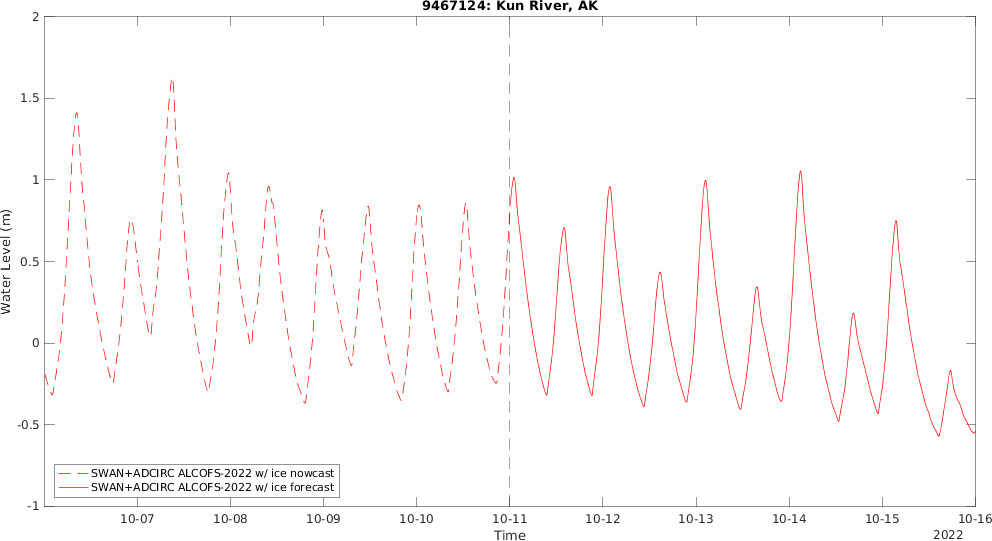 9467124: Kun River, AK
Water Level (m)
2
1.5
1
0.5
0
-0.5
-1
SWAN+ADCIRC ALCOFS-2022 w/ ice nowcast
SWAN+ADCIRC ALCOFS-2022 w/ ice forecast
10-07 10-08 10-09 10-10 10-11 10-12 10-13 10-14 10-15 10-16
Time
2022